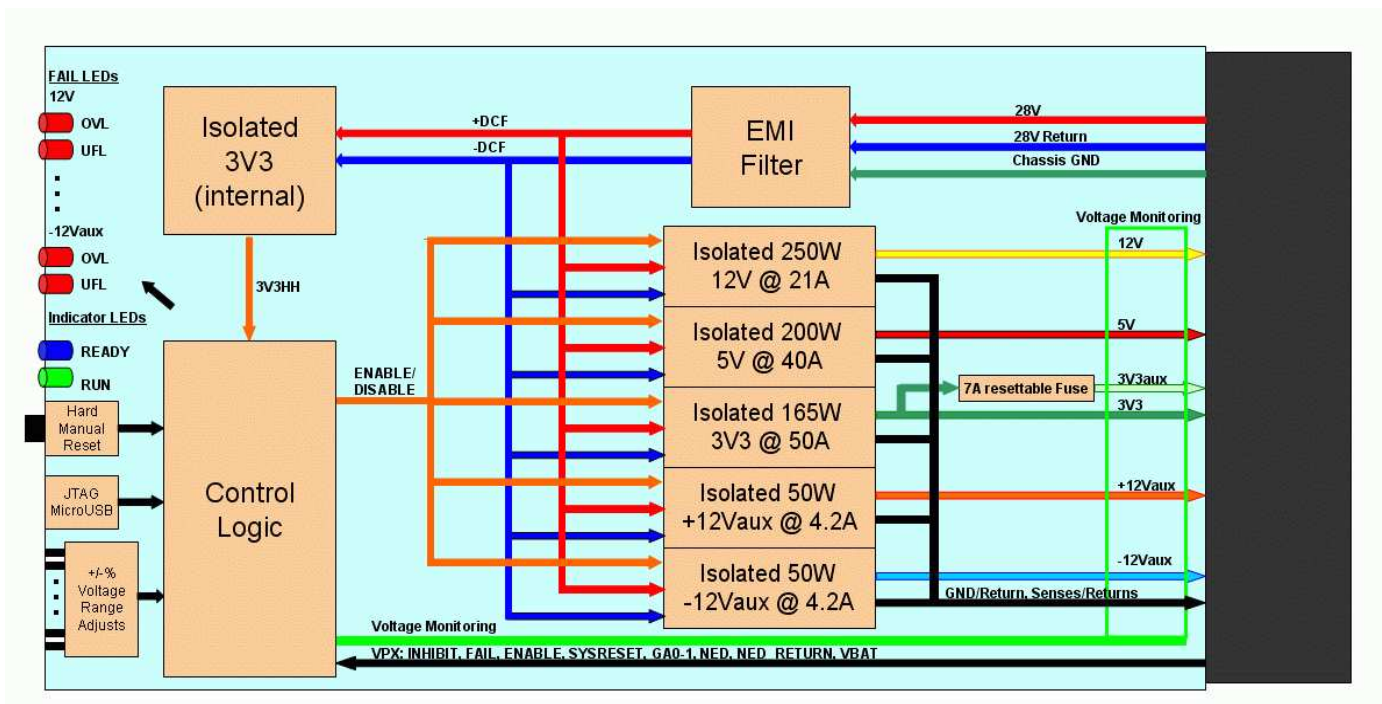 FAIL LEDs
12V
OVL
UFL
-12Vaux
OVL
UFL
Indicator LEDs
READY
RUN
Hard
Manual
Reset
JTAG
MicroUSB
+/-%
Voltage
Range
Adjusts
Isolated
3V3
(internal)
3V3HH
Control
Logic
+DCF
-DCF
EMI
Filter
28V
28V Return
Chassis GND
ENABLE/
DISABLE
Isolated 250W
12V @ 21A
Isolated 200W
5V @ 40A
Isolated 165W
3V3 @ 50A
Isolated 50W
+12Vaux @ 4.2A
Isolated 50W
-12Vaux @ 4.2A
Voltage Monitoring
12V
5V
7A resettable Fuse
3V3aux
3V3
+12Vaux
-12Vaux
GND/Return, Senses/Returns
Voltage Monitoring
VPX: INHIBIT, FAIL, ENABLE, SYSRESET, GA0-1, NED, NED_RETURN, VBAT